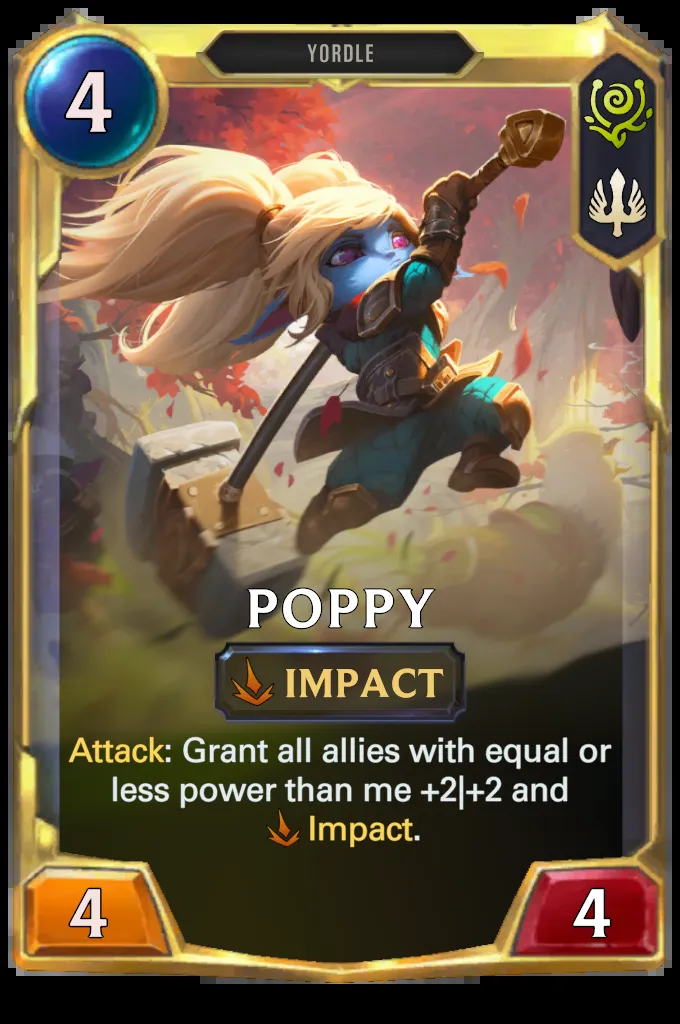 YORDLE
4
POPPY
IMPACT
Attack: Grant all allies with equal or
less power than me +2|+2 and
Impact.
4 4